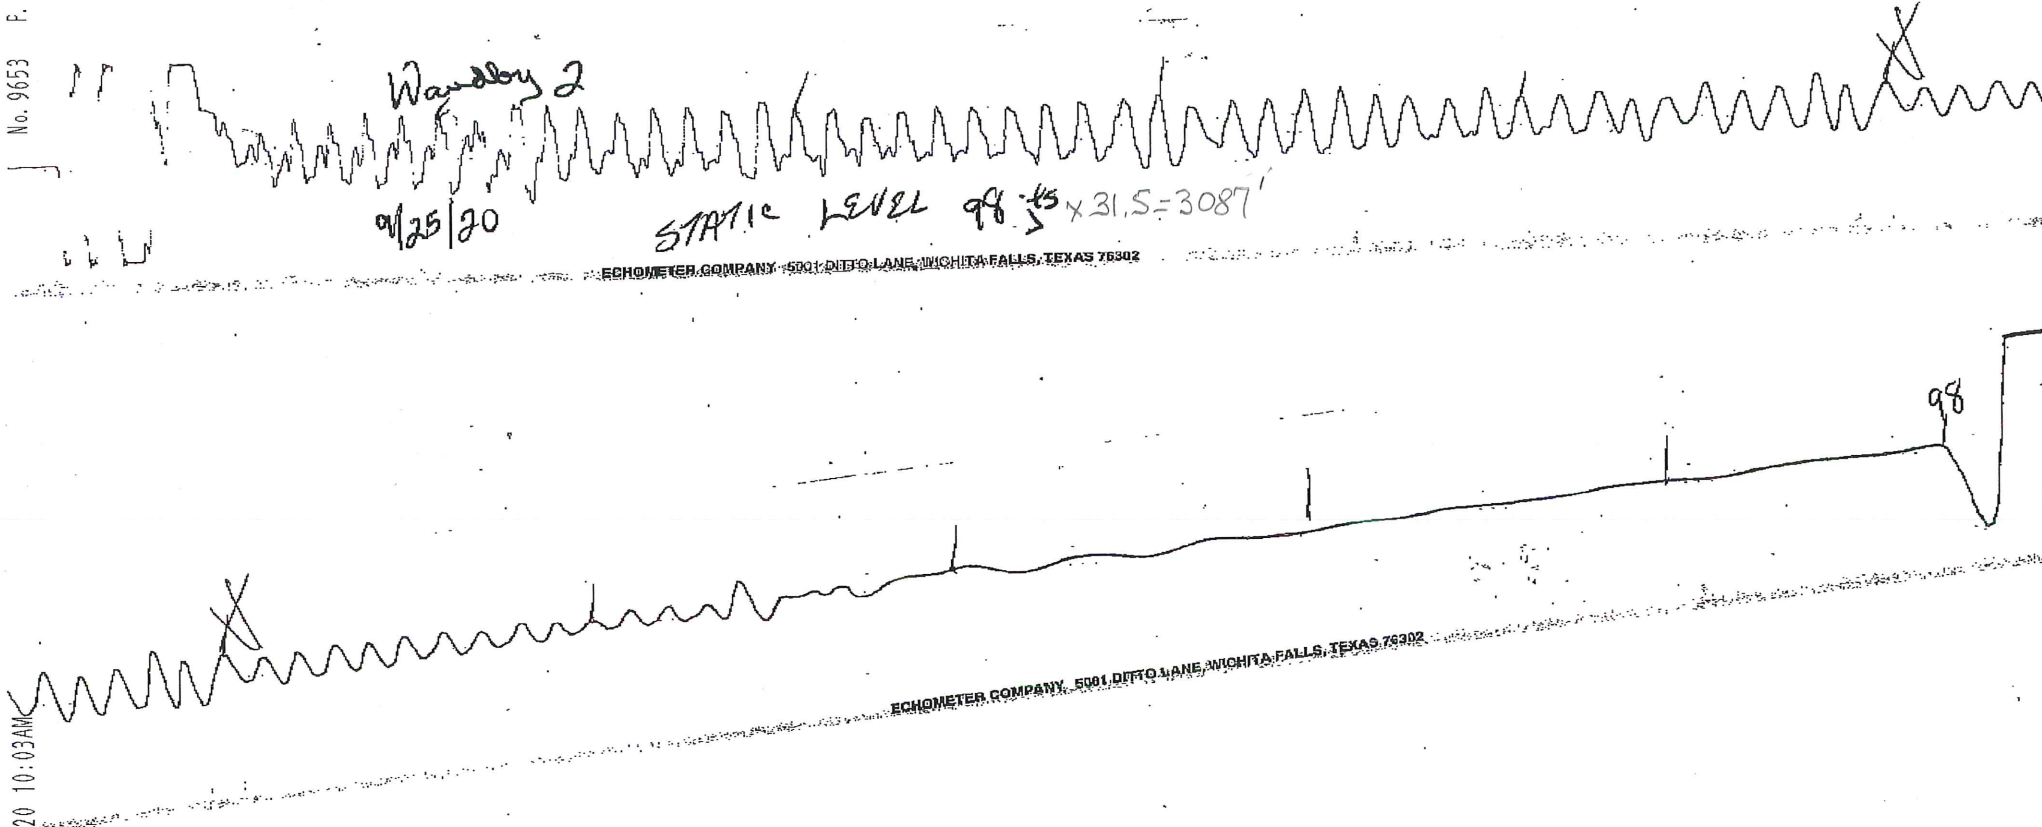 No. 9653 P.
2
9/25/20
STATIC LEVEL 98 jts x 31.5=3087'
ECHOMETER COMPANY 5001 DITTO LANE, WICHITA FALLS, TEXAS 76302
98
ECHOMETER COMPANY, 5001 DITTO LANE, WICHITA FALLS, TEXAS 76302
20 10:03AM